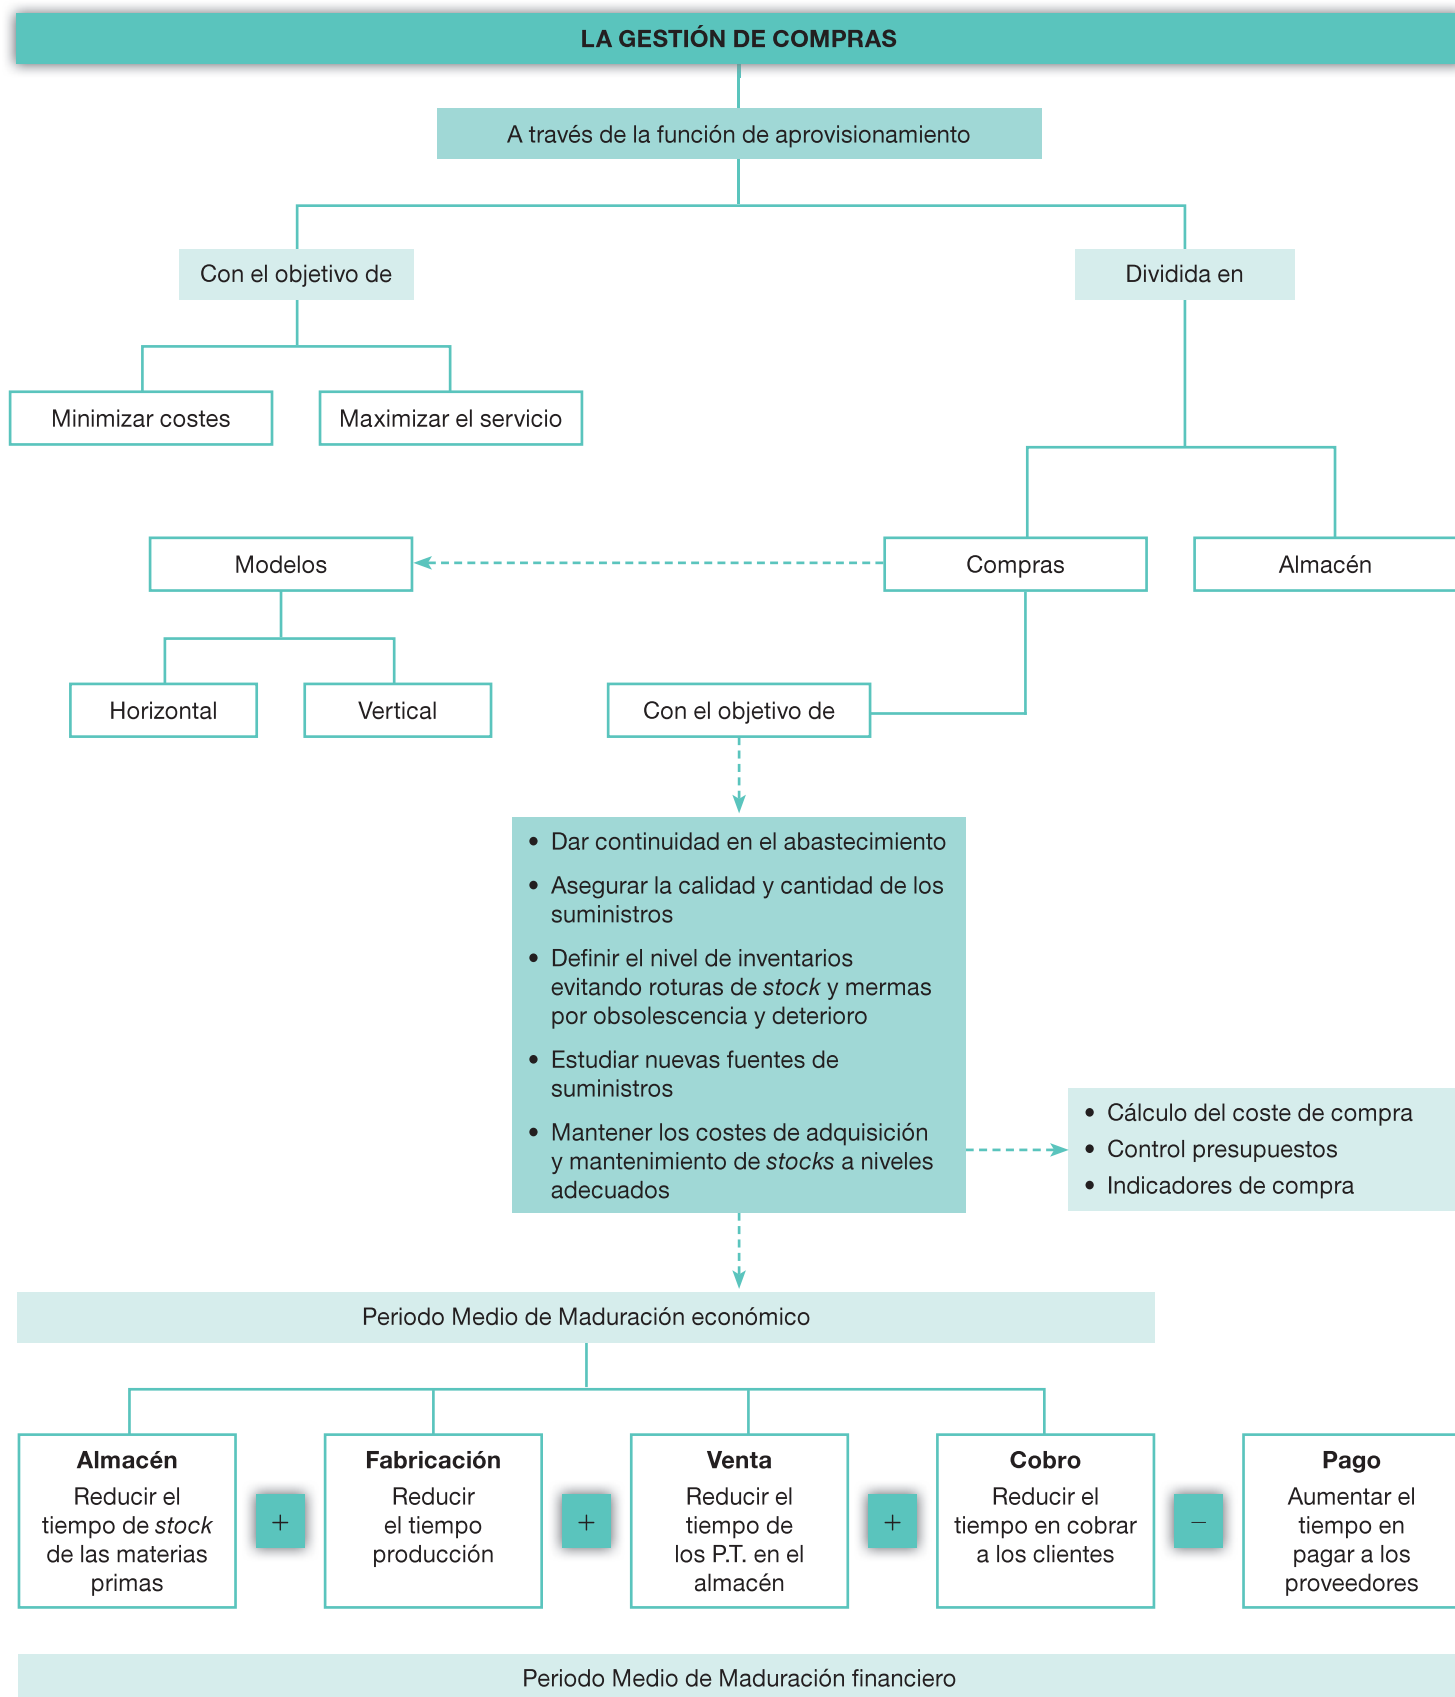 LA GESTIÓN DE COMPRAS
A través de la función de aprovisionamiento
Con el objetivo de
Dividida en
Minimizar costes
Maximizar el servicio
Modelos
Compras
Almacén
Horizontal
Vertical
Con el objetivo de
• Dar continuidad en el abastecimiento
• Asegurar la calidad y cantidad de los
suministros
• Definir el nivel de inventarios
evitando roturas de stock y mermas
por obsolescencia y deterioro
• Estudiar nuevas fuentes de
suministros
• Mantener los costes de adquisición
y mantenimiento de stocks a niveles
adecuados
• Cálculo del coste de compra
• Control presupuestos
• Indicadores de compra
Periodo Medio de Maduración económico
Almacén
Reducir el
tiempo de stock
de las materias
primas
+
Fabricación
Reducir
el tiempo
producción
+
Venta
Reducir el
tiempo de
los P.T. en el
almacén
+
Cobro
Reducir el
tiempo en cobrar
a los clientes
−
Pago
Aumentar el
tiempo en
pagar a los
proveedores
Periodo Medio de Maduración financiero